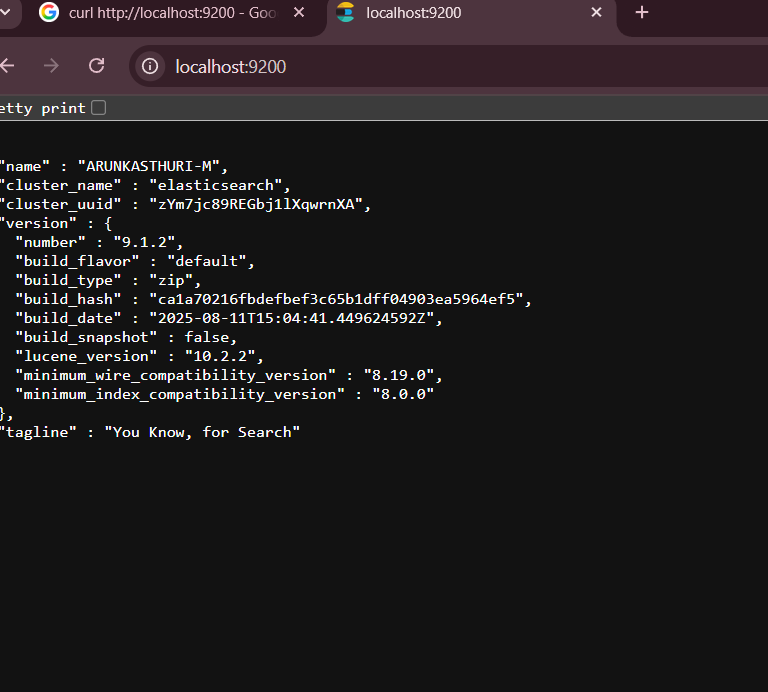 curl http://localhost:9200 - Goo
localhost:9200
localhost:9200
etty print
"name" : "ARUNKASTHURI-M",
"cluster_name" : "elasticsearch",
"cluster_uuid" : "zYm7jc89REGbj1lXqwrnXA",
"version" : {
"number" : "9.1.2",
"build_flavor" : "default",
"build_type" : "zip",
"build_hash" : "ca1a70216fbdefbef3c65b1dff04903ea5964ef5",
"build_date" : "2025-08-11T15:04:41.449624592Z",
"build_snapshot" : false,
"lucene_version" : "10.2.2",
"minimum_wire_compatibility_version" : "8.19.0",
"minimum_index_compatibility_version" : "8.0.0"
},
"tagline" : "You Know, for Search"